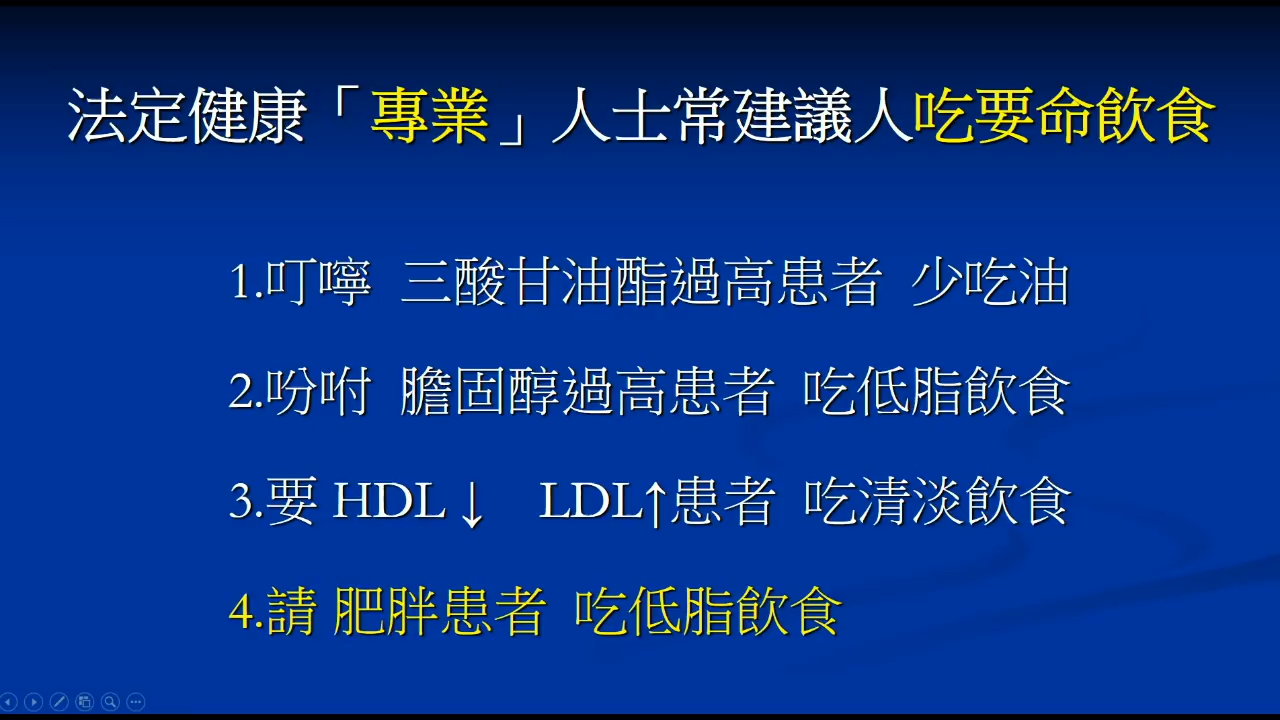 法定健康「專業」人士常建議人吃要命飲食
1.叮嚀 三酸甘油酯過高患者 少吃油
2.吩咐 膽固醇過高患者 吃低脂飲食
3.要 HDL↓ LDL↑患者 吃清淡飲食
4.請 肥胖患者 吃低脂飲食